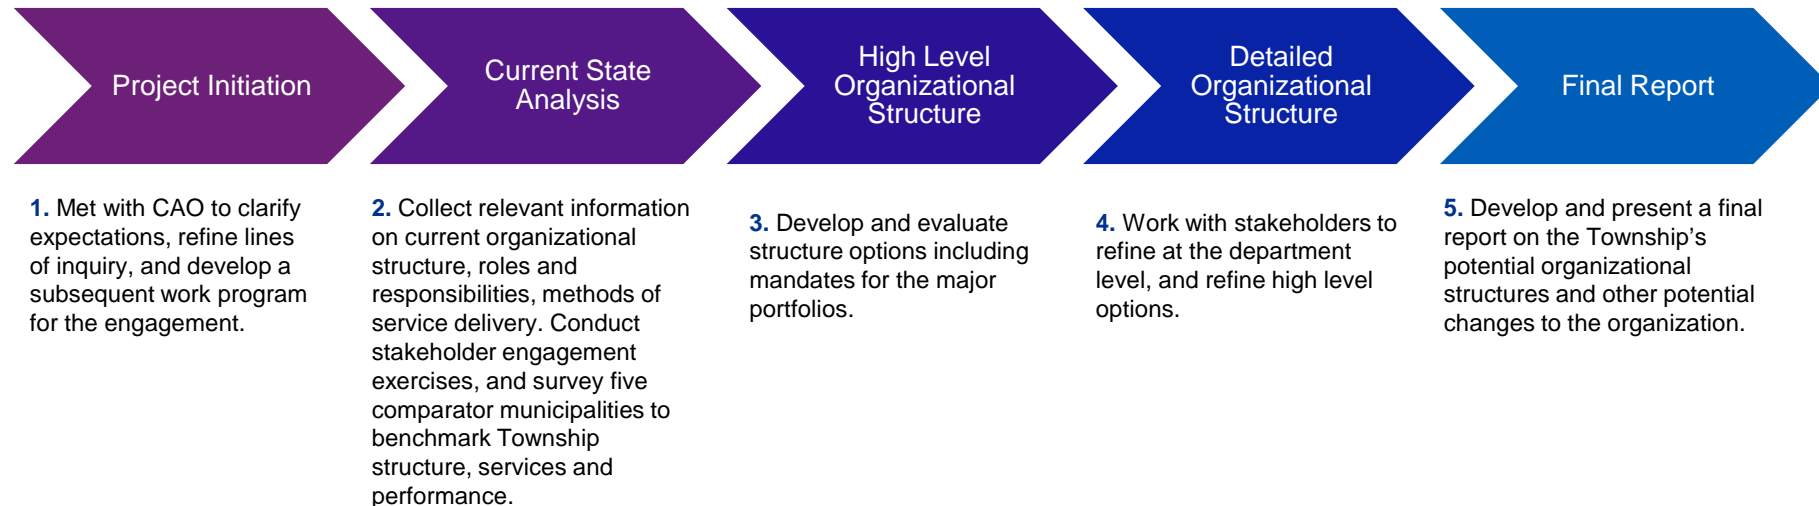 Project Initiation
Current State
Analysis
High Level
Organizational
Structure
Detailed
Organizational
Structure
Final Report
1. Met with CAO to clarify
expectations, refine lines
of inquiry, and develop a
subsequent work program
for the engagement.
2. Collect relevant information
on current organizational
structure, roles and
responsibilities, methods of
service delivery. Conduct
stakeholder engagement
exercises, and survey five
comparator municipalities to
benchmark Township
structure, services and
performance.
3. Develop and evaluate
structure options including
mandates for the major
portfolios.
4. Work with stakeholders to
refine at the department
level, and refine high level
options.
5. Develop and present a final
report on the Township’s
potential organizational
structures and other potential
changes to the organization.